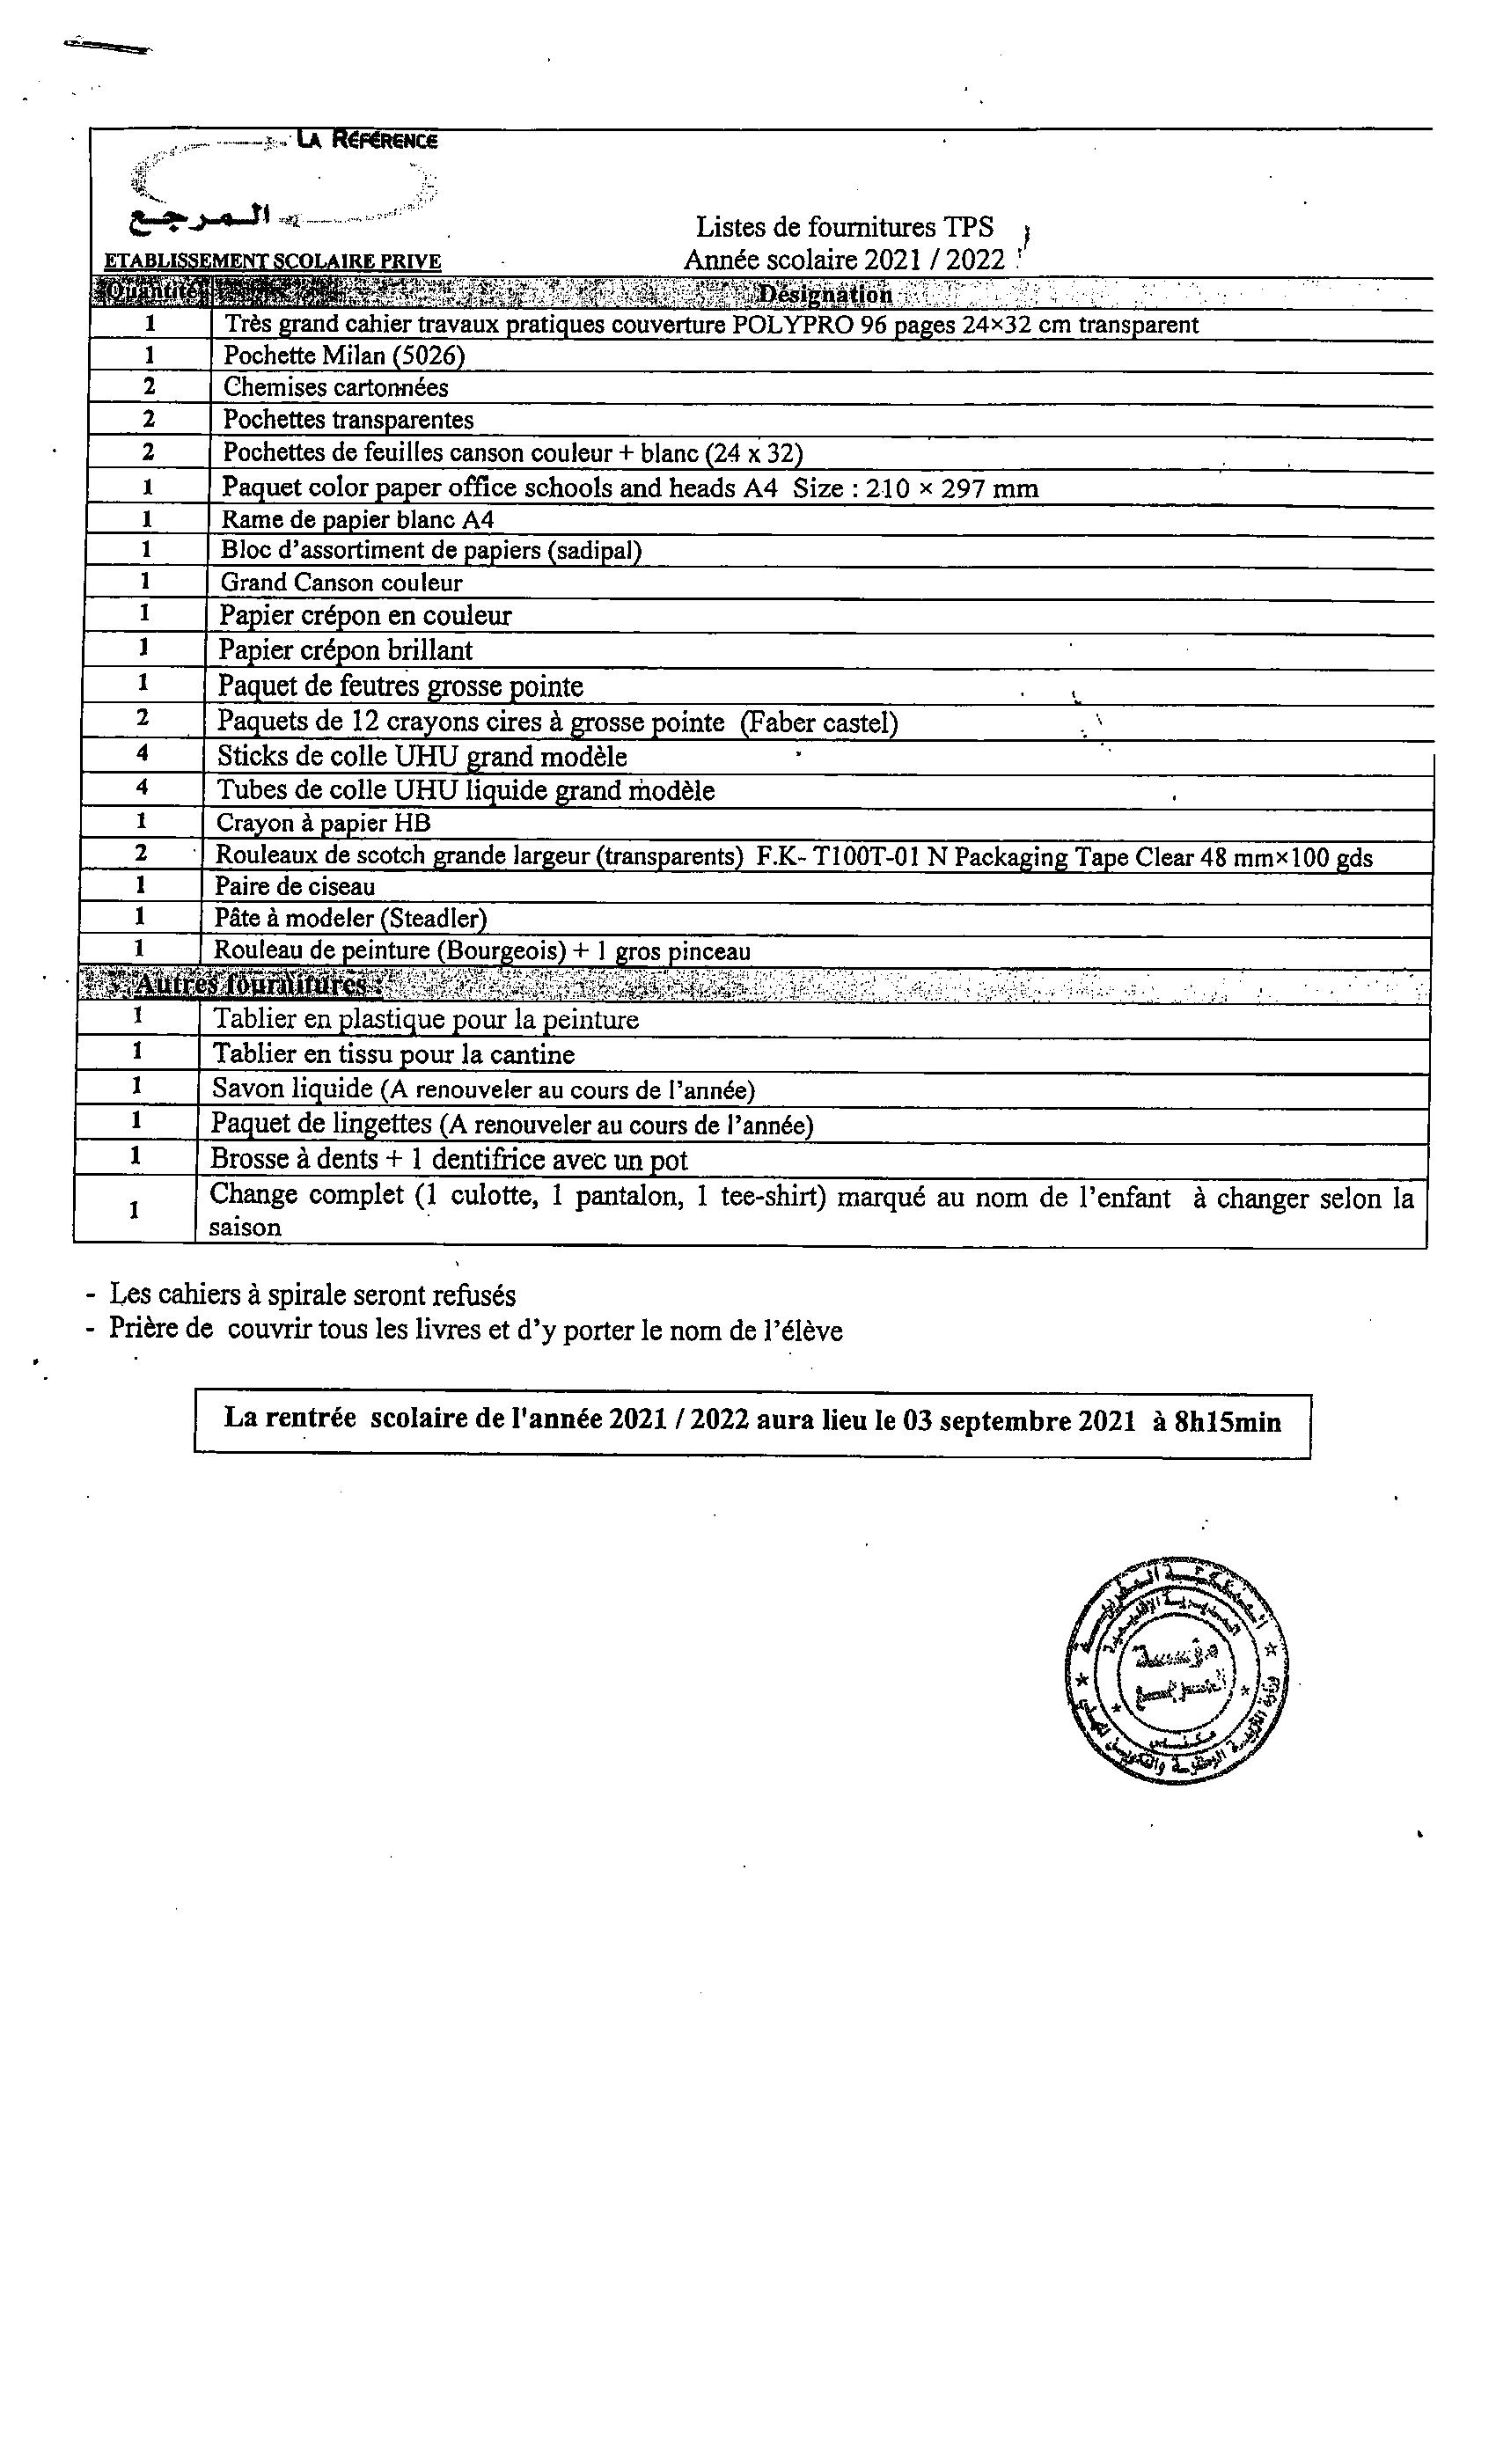 LA RÉFÉRENCE
المرجع
ETABLISSEMENT SCOLAIRE PRIVE
Listes de fournitures TPS
Année scolaire 2021 / 2022
Quantité Désignation
1 Très grand cahier travaux pratiques couverture POLYPRO 96 pages 24×32 cm transparent
1 Pochette Milan (5026)
2 Chemises cartonnées
2 Pochettes transparentes
2 Pochettes de feuilles canson couleur + blanc (24 x 32)
1 Paquet color paper office schools and heads A4 Size : 210 × 297 mm
1 Rame de papier blanc A4
1 Bloc d'assortiment de papiers (sadipal)
1 Grand Canson couleur
1 Papier crépon en couleur
1 Papier crépon brillant
1 Paquet de feutres grosse pointe
2 Paquets de 12 crayons cires à grosse pointe (Faber castel)
4 Sticks de colle UHU grand modèle
4 Tubes de colle UHU liquide grand modèle
1 Crayon à papier HB
2 Rouleaux de scotch grande largeur (transparents) F.K- T100T-01 N Packaging Tape Clear 48 mm×100 gds
1 Paire de ciseau
1 Pâte à modeler (Steadler)
1 Rouleau de peinture (Bourgeois) + 1 gros pinceau
Autres fournitures :
1 Tablier en plastique pour la peinture
1 Tablier en tissu pour la cantine
1 Savon liquide (A renouveler au cours de l'année)
1 Paquet de lingettes (A renouveler au cours de l'année)
1 Brosse à dents + 1 dentifrice avec un pot
1 Change complet (1 culotte, 1 pantalon, 1 tee-shirt) marqué au nom de l'enfant à changer selon la
saison
- Les cahiers à spirale seront refusés
- Prière de couvrir tous les livres et d'y porter le nom de l'élève
La rentrée scolaire de l'année 2021 / 2022 aura lieu le 03 septembre 2021 à 8h15min
المملكة المغربية
المديرية الإقليمية
مؤسسة
المرجع
مكناس